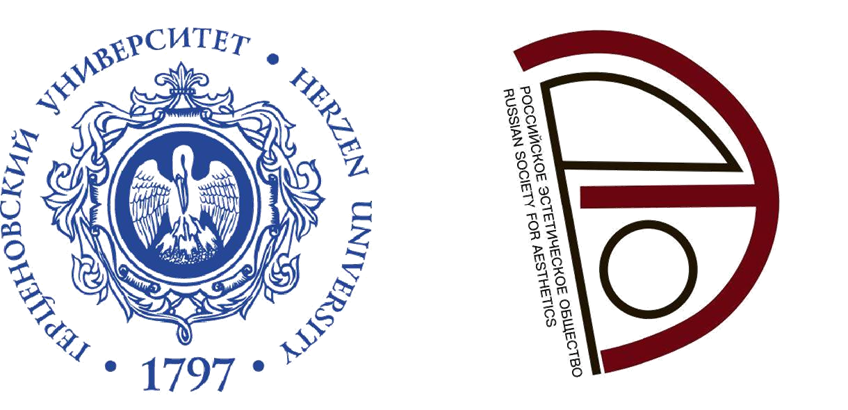 ГЕРЦЕНОВСКИЙ УНИВЕРСИТЕТ • HERZEN UNIVERSITY
• 1797 •
РОССИЙСКОЕ ЭСТЕТИЧЕСКОЕ ОБЩЕСТВО
RUSSIAN SOCIETY FOR AESTHETICS